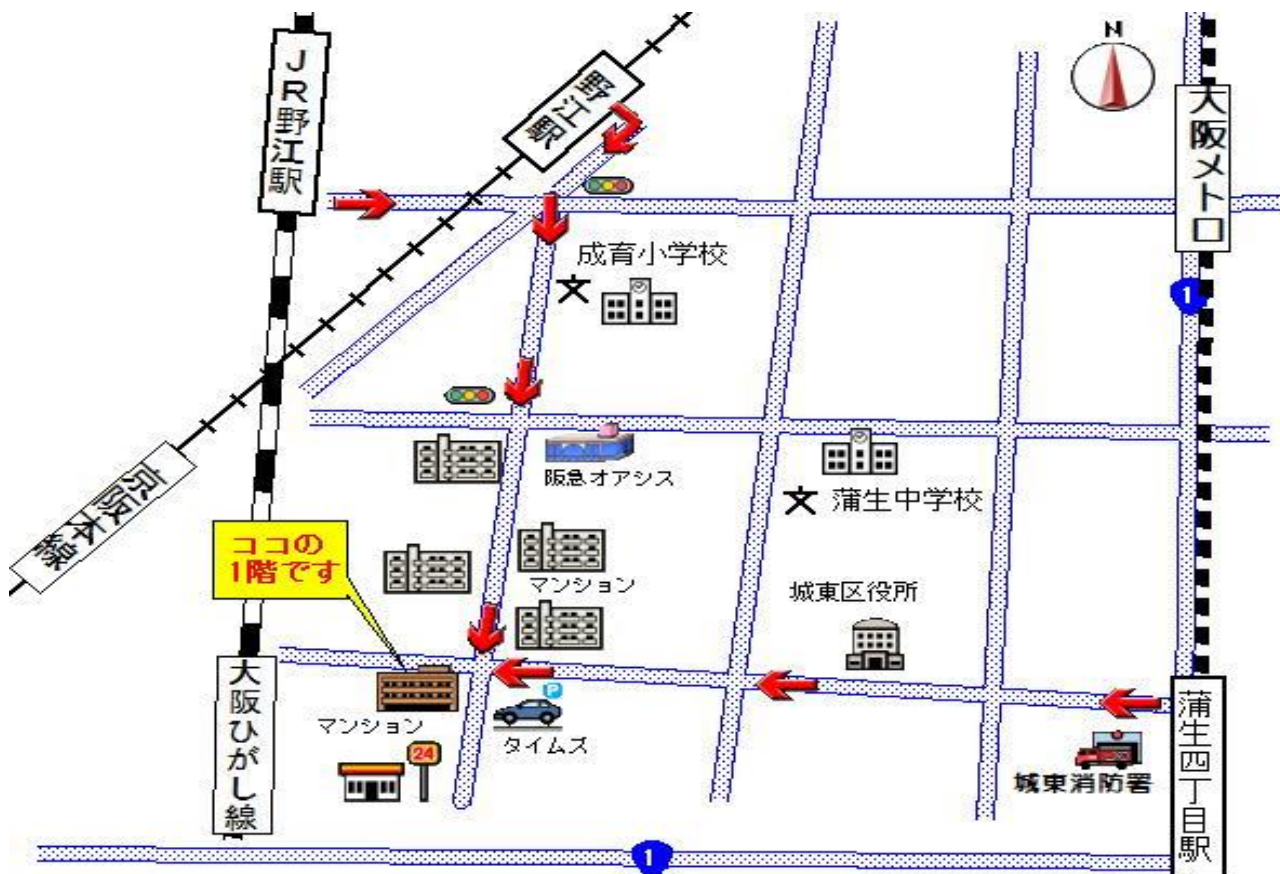 N
JR野江駅
野江駅
大阪メトロ
成育小学校
文
1
阪急オアシス
文
蒲生中学校
京阪本線
ココの
1階です
マンション
城東区役所
大阪ひがし線
マンション
P
タイムズ
24
城東消防署
蒲生四丁目駅
1